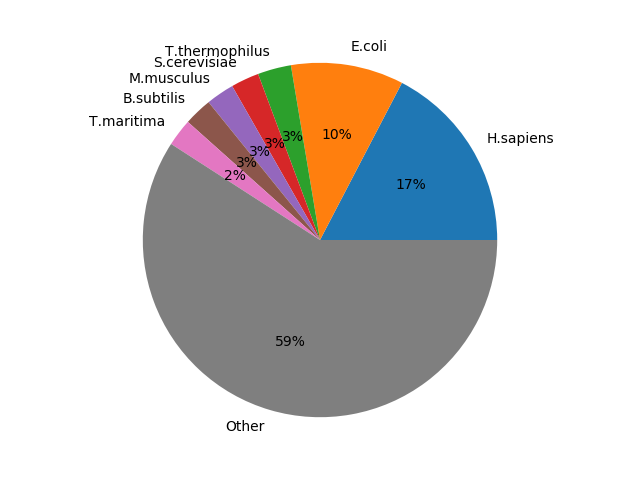 T.thermophilus
E.coli
S.cerevisiae
M.musculus
B.subtilis
T.maritima
H.sapiens
3%
10%
3%
3%
3%
2%
17%
59%
Other